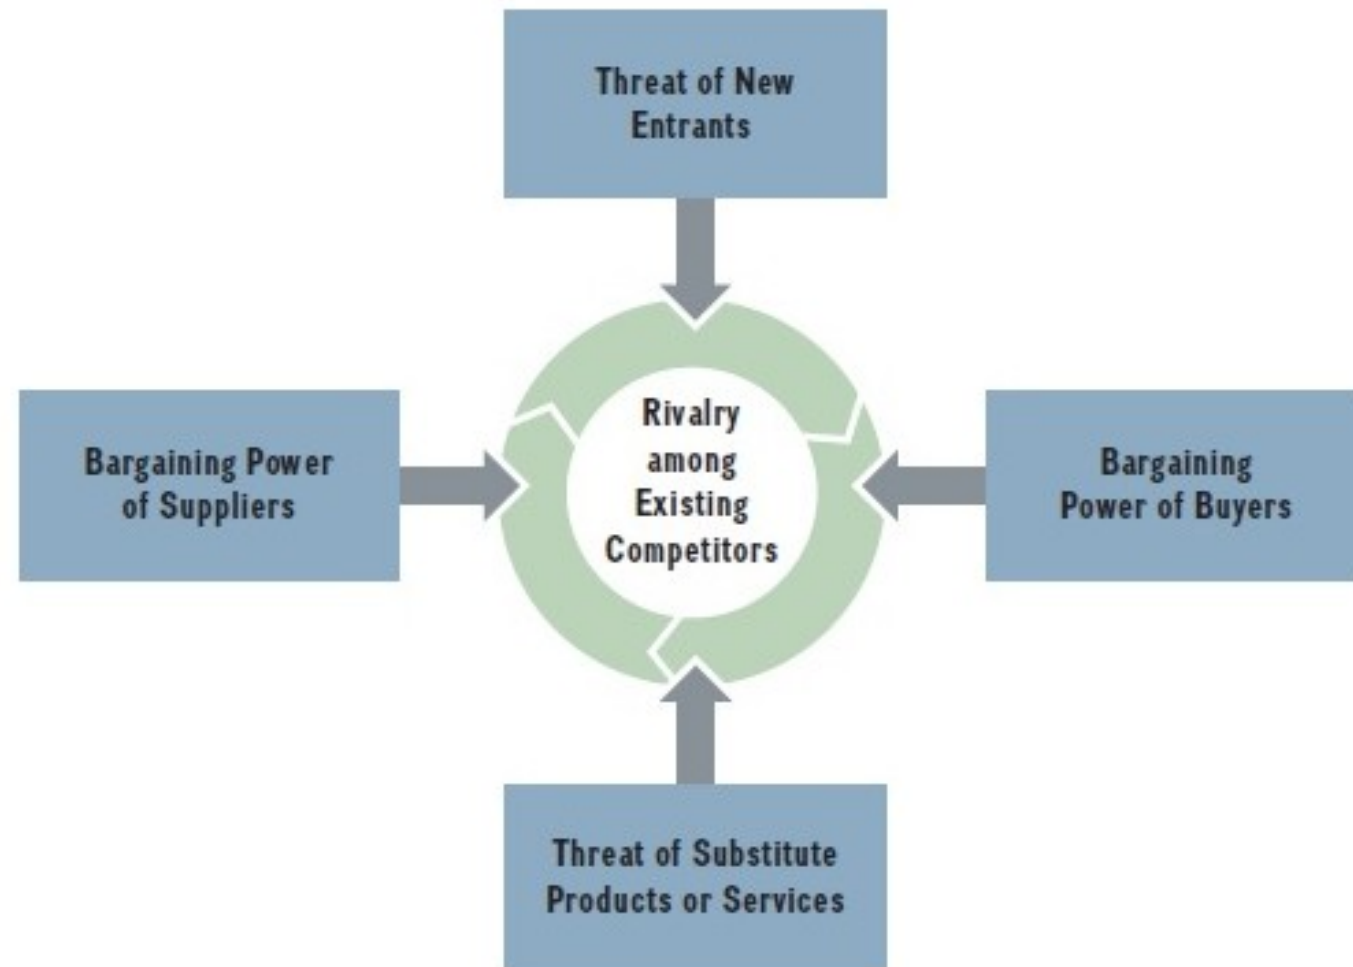 Threat of New
Entrants
Rivalry
among
Existing
Competitors
Bargaining Power
of Suppliers
Bargaining
Power of Buyers
Threat of Substitute
Products or Services